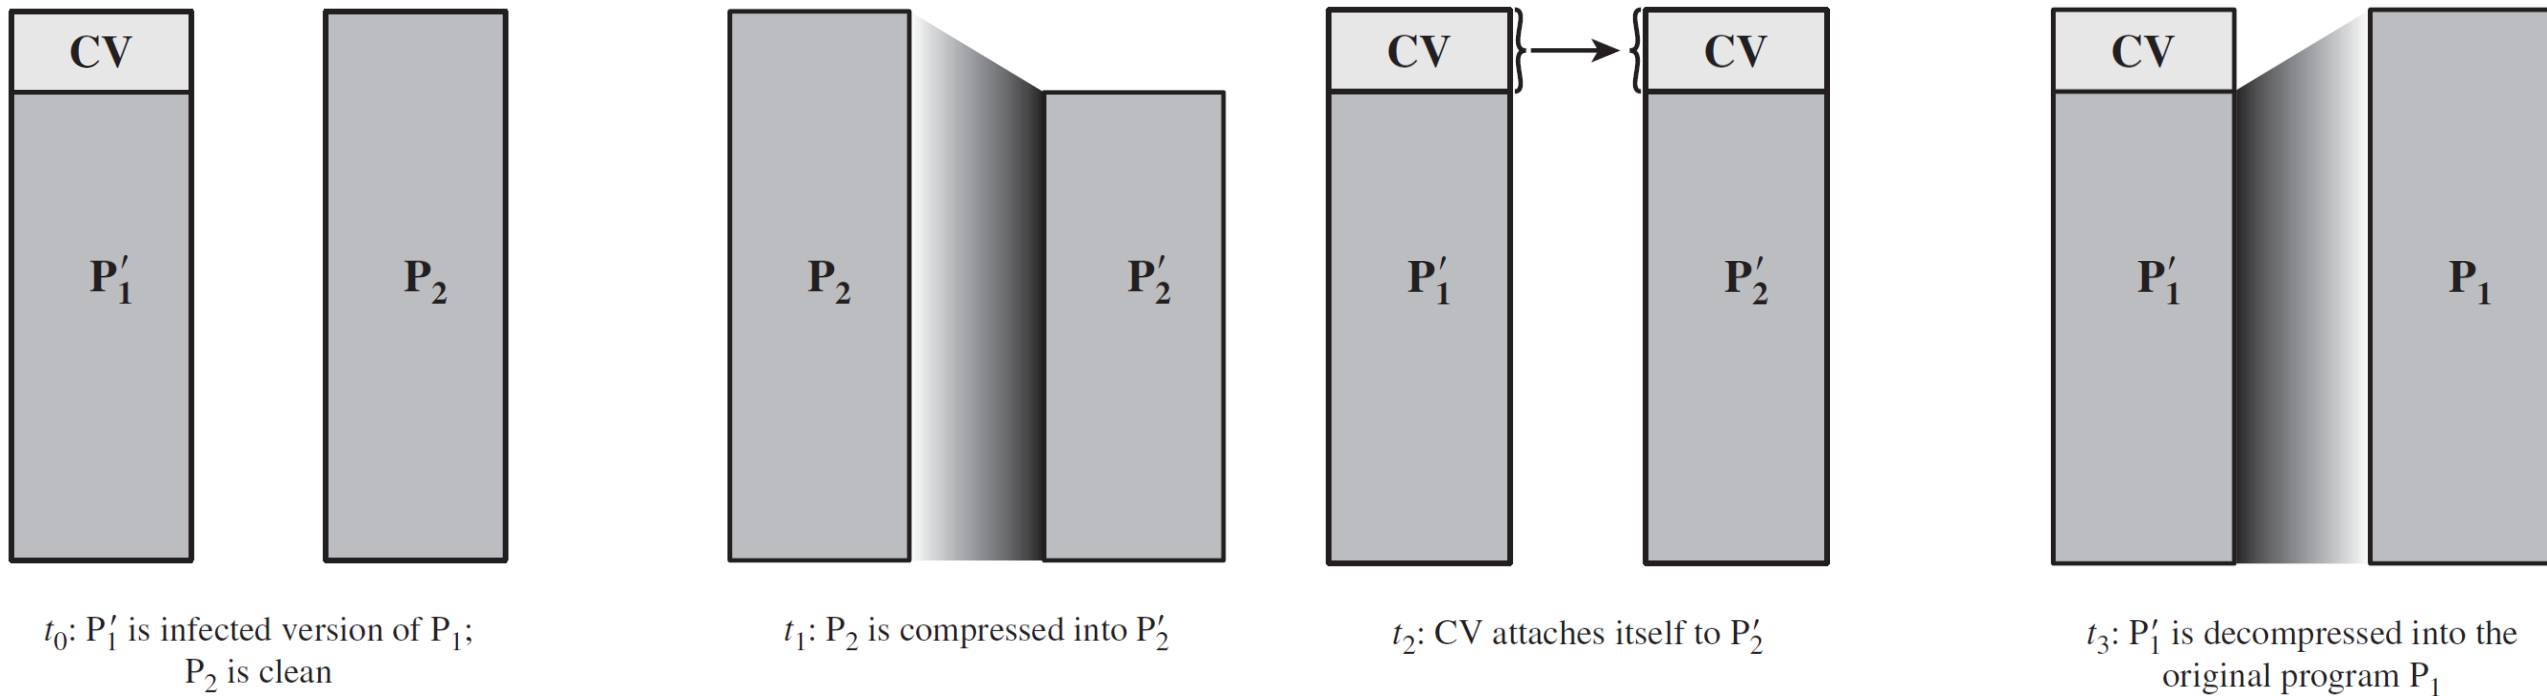 CV
P′₁
P₂
P₂
P′₂
CV
CV
P′₁
P′₂
CV
P′₁
P₁
t₀: P′₁ is infected version of P₁;
P₂ is clean
t₁: P₂ is compressed into P′₂
t₂: CV attaches itself to P′₂
t₃: P′₁ is decompressed into the
original program P₁